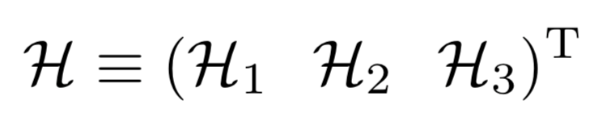 ℋ ≡ (ℋ₁ ℋ₂ ℋ₃)ᵀ